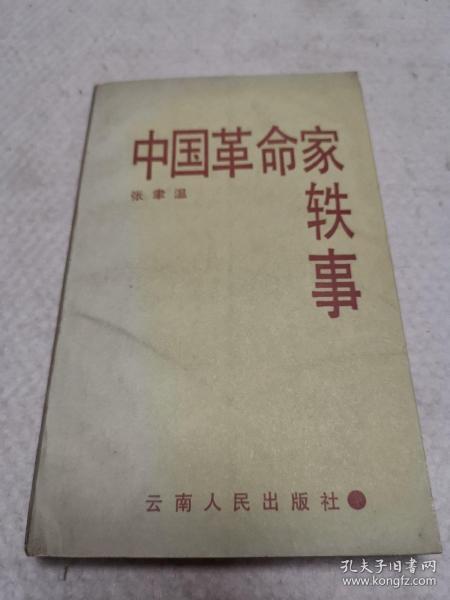 中国革命家
轶事
张聿温
云南人民出版社
孔夫子旧书网
www.kongfz.com